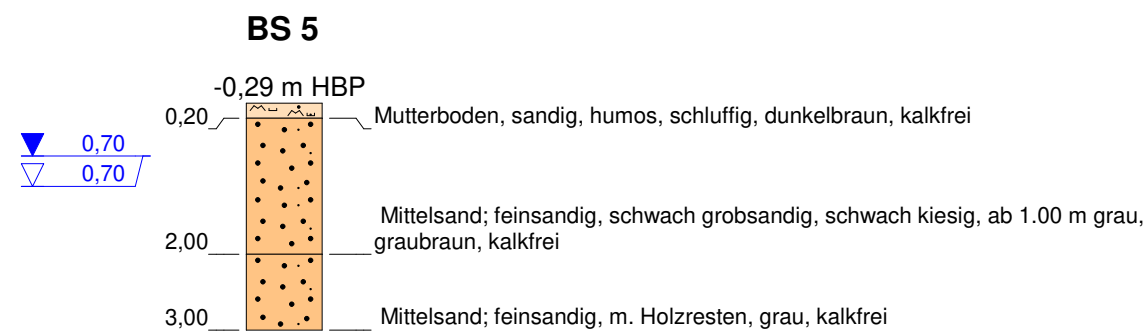 BS 5
-0,29 m HBP
0,20
Mutterboden, sandig, humos, schluffig, dunkelbraun, kalkfrei
0,70
0,70
Mittelsand; feinsandig, schwach grobsandig, schwach kiesig, ab 1.00 m grau,
2,00
graubraun, kalkfrei
3,00
Mittelsand; feinsandig, m. Holzresten, grau, kalkfrei